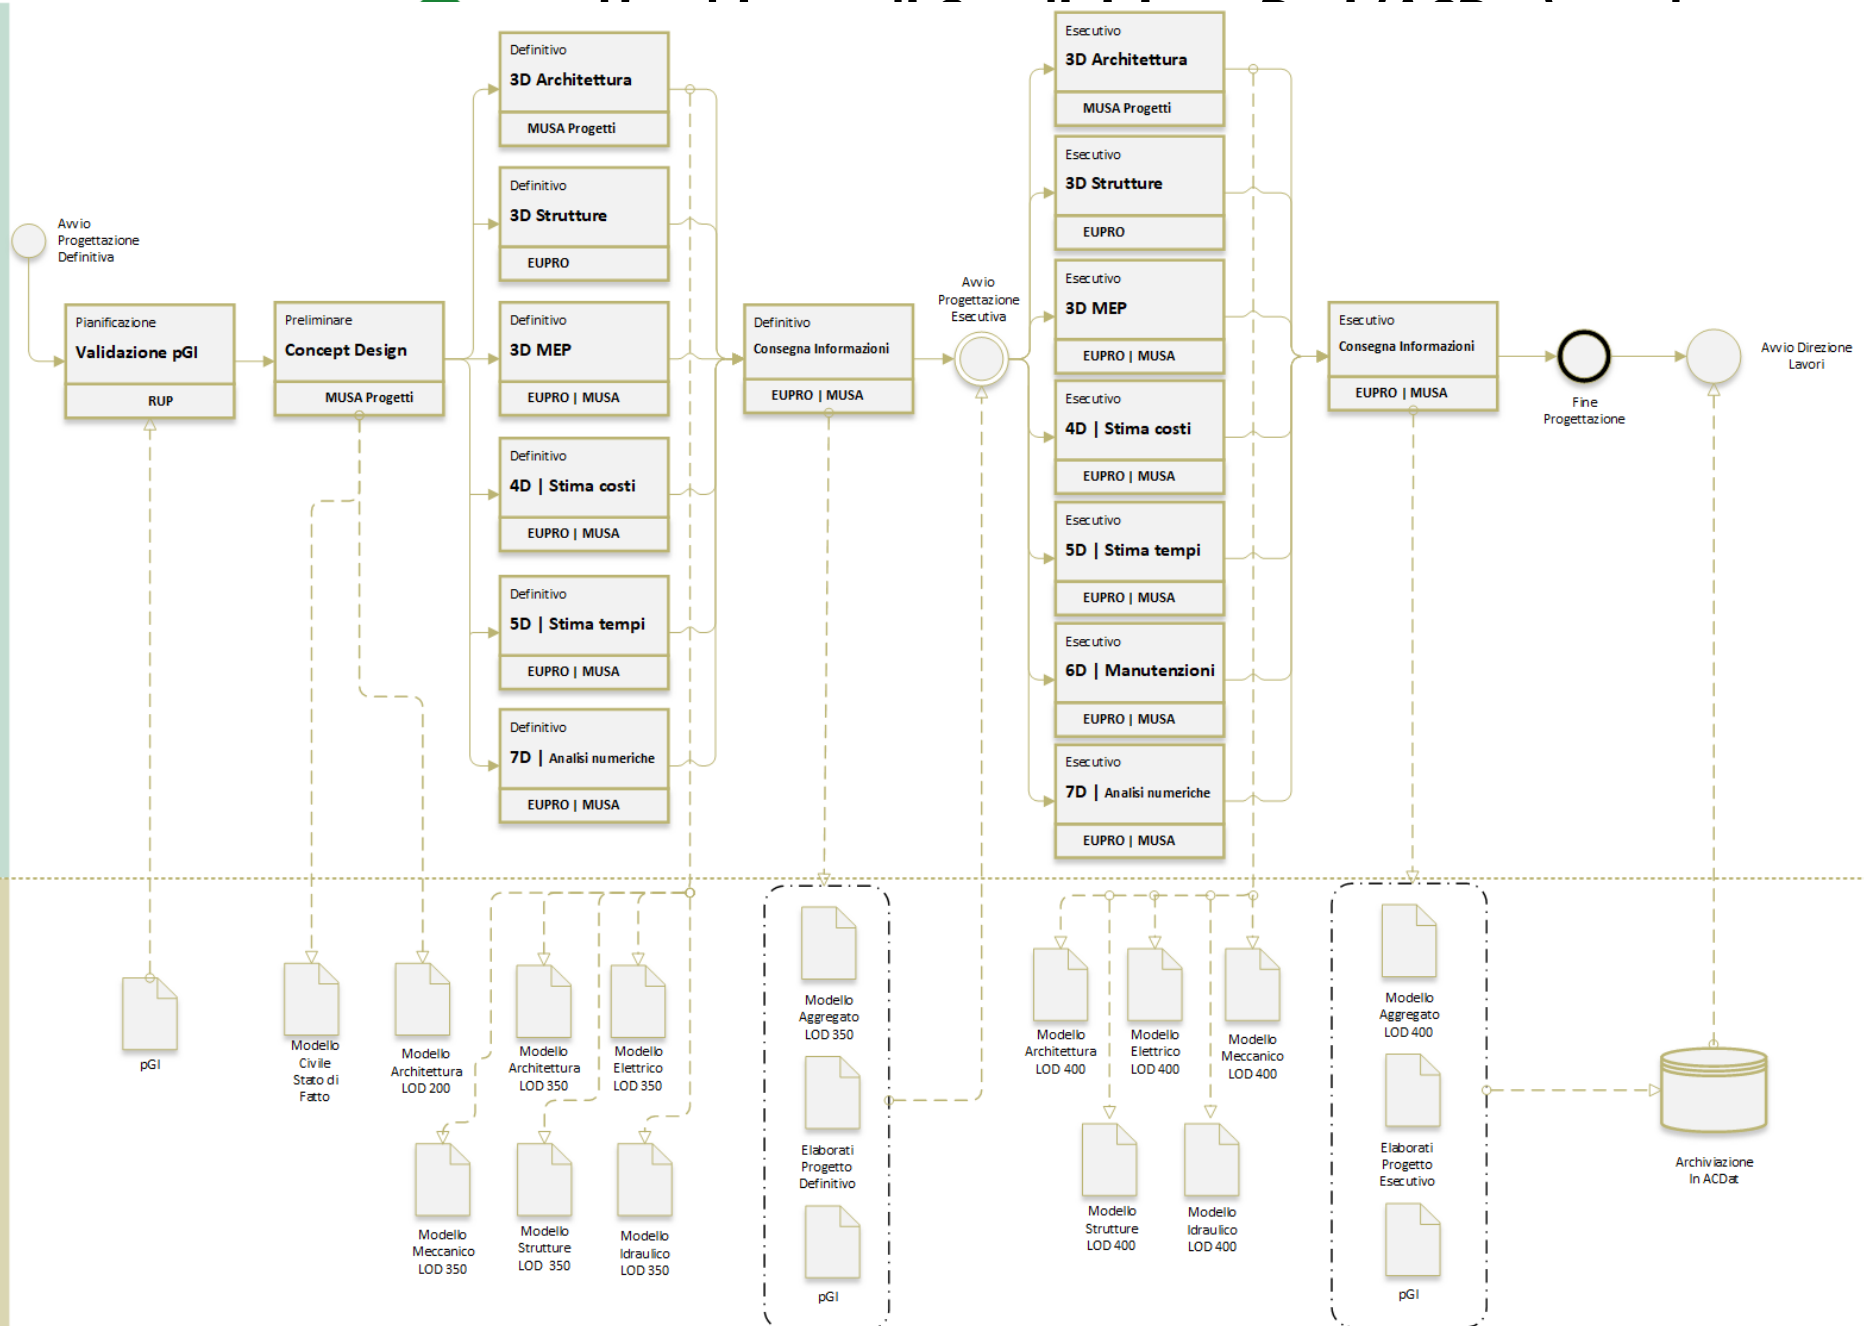 Avvio
Progettazione
Definitiva
Pianificazione
Validazione pGI
RUP
Preliminare
Concept Design
MUSA Progetti
Definitivo
3D Architettura
MUSA Progetti
Definitivo
3D Strutture
EUPRO
Definitivo
3D MEP
EUPRO | MUSA
Definitivo
4D | Stima costi
EUPRO | MUSA
Definitivo
5D | Stima tempi
EUPRO | MUSA
Definitivo
7D | Analisi numeriche
EUPRO | MUSA
Definitivo
Consegna Informazioni
EUPRO | MUSA
Avvio
Progettazione
Esecutiva
Esecutivo
3D Architettura
MUSA Progetti
Esecutivo
3D Strutture
EUPRO
Esecutivo
3D MEP
EUPRO | MUSA
Esecutivo
4D | Stima costi
EUPRO | MUSA
Esecutivo
5D | Stima tempi
EUPRO | MUSA
Esecutivo
6D | Manutenzioni
EUPRO | MUSA
Esecutivo
7D | Analisi numeriche
EUPRO | MUSA
Esecutivo
Consegna Informazioni
EUPRO | MUSA
Fine
Progettazione
Avvio Direzione
Lavori
pGI
Modello
Civile
Stato di
Fatto
Modello
Architettura
LOD 200
Modello
Architettura
LOD 350
Modello
Elettrico
LOD 350
Modello
Meccanico
LOD 350
Modello
Strutture
LOD 350
Modello
Idraulico
LOD 350
Modello
Aggregato
LOD 350
Elaborati
Progetto
Definitivo
pGI
Modello
Architettura
LOD 400
Modello
Elettrico
LOD 400
Modello
Meccanico
LOD 400
Modello
Strutture
LOD 400
Modello
Idraulico
LOD 400
Modello
Aggregato
LOD 400
Elaborati
Progetto
Esecutivo
pGI
Archiviazione
In ACDat